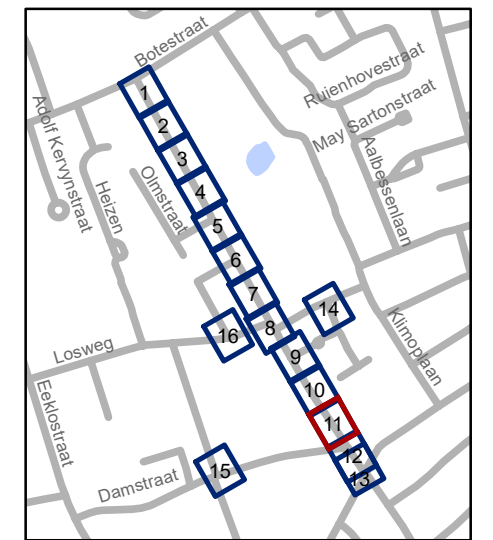 Botestraat
Ruienhovestraat
May Sartonstraat
Adolf Kervynstraat
Heizen
Olmstraat
Aalbessenlaan
1
2
3
4
5
6
7
8
14
16
9
Losweg
Klimoplaan
10
Eeklostraat
11
12
15
13
Damstraat